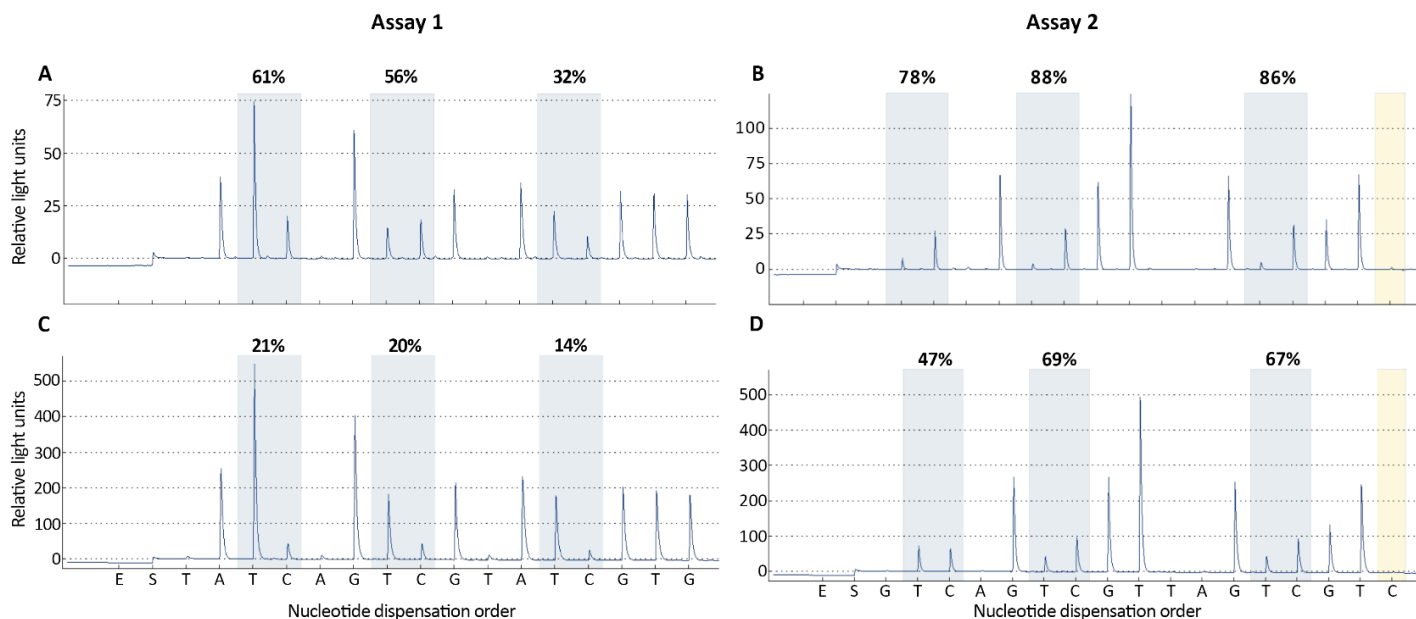 Assay 1
Assay 2
A
61%
56%
32%
75
50
25
0
Relative light units
B
78%
88%
86%
100
75
50
25
0
C
21%
20%
14%
500
400
300
200
100
0
Relative light units
E S T A T C A G T C G T A T C G T G
Nucleotide dispensation order
D
47%
69%
67%
500
400
300
200
100
0
E S G T C A G T C G T T A G T C G T C
Nucleotide dispensation order